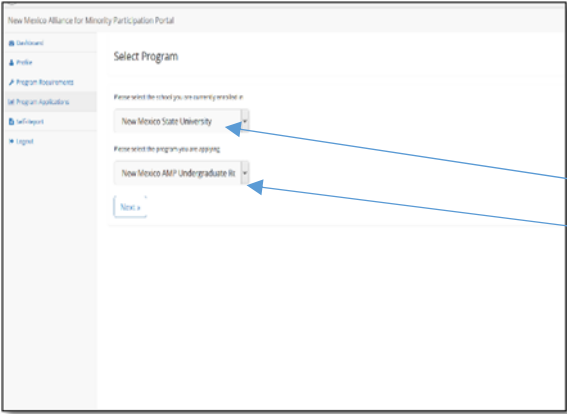 New Mexico Alliance for Minority Participation Portal
Dashboard
Profile
Program Requirements
Program Applications
Self-Report
Logout
Select Program
Please select the school you are currently enrolled in
New Mexico State University
Please select the program you are applying
New Mexico AMP Undergraduate Re
Next »